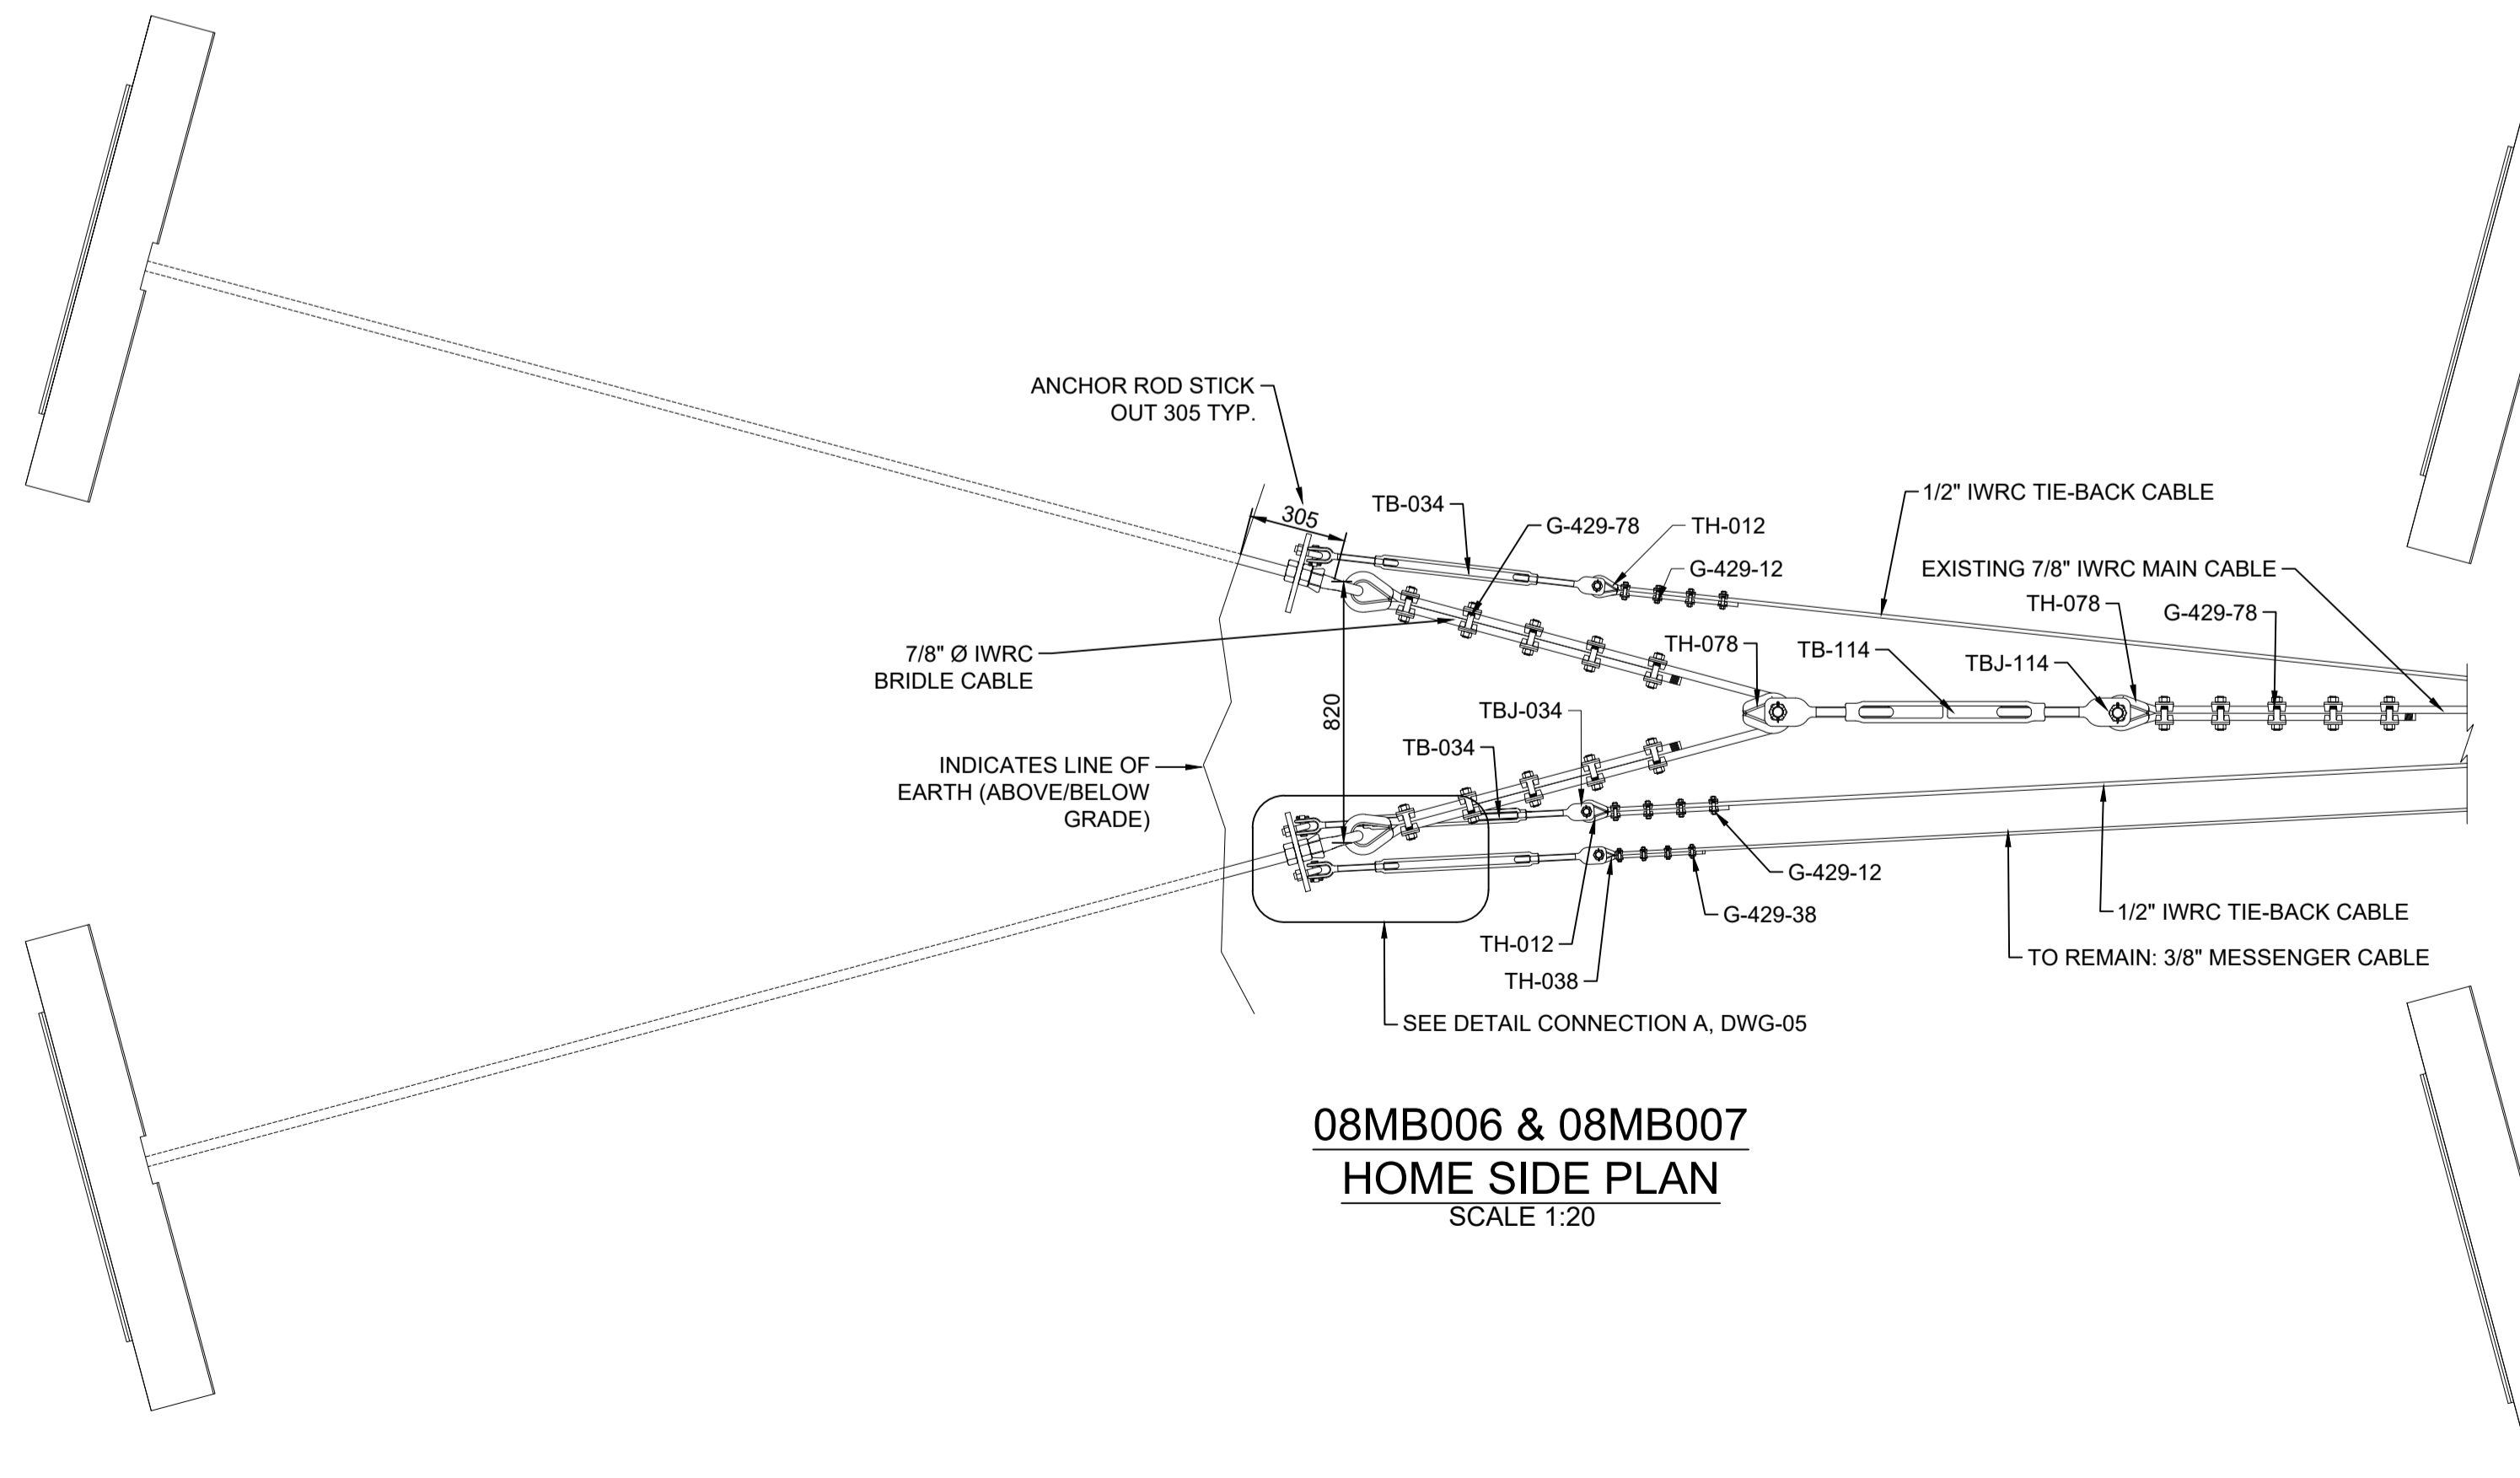 ANCHOR ROD STICK
OUT 305 TYP.
305
TB-034
G-429-78
TH-012
G-429-12
1/2" IWRC TIE-BACK CABLE
EXISTING 7/8" IWRC MAIN CABLE
TH-078
G-429-78
7/8" Ø IWRC
BRIDLE CABLE
TH-078
TB-114
TBJ-114
820
TBJ-034
TB-034
INDICATES LINE OF
EARTH (ABOVE/BELOW
GRADE)
G-429-12
G-429-38
1/2" IWRC TIE-BACK CABLE
TH-012
TO REMAIN: 3/8" MESSENGER CABLE
TH-038
SEE DETAIL CONNECTION A, DWG-05
08MB006 & 08MB007
HOME SIDE PLAN
SCALE 1:20